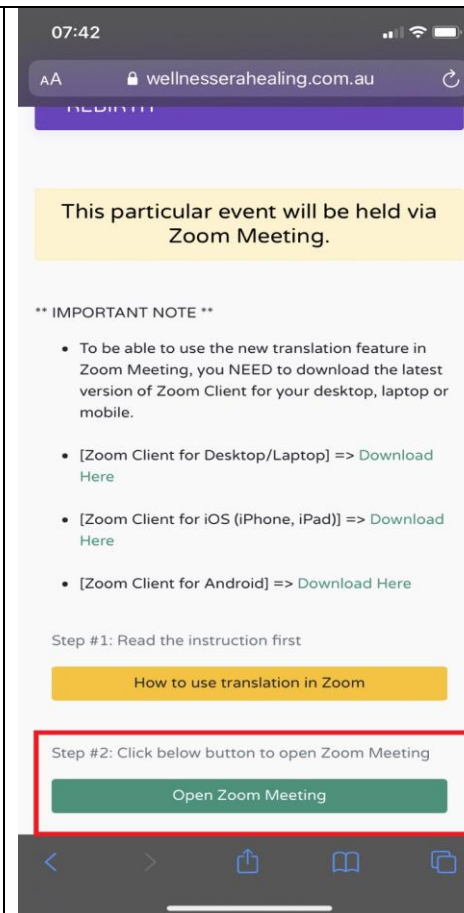 07:42
AA wellnesserahealing.com.au
REBIRTH
This particular event will be held via
Zoom Meeting.
** IMPORTANT NOTE **
• To be able to use the new translation feature in
Zoom Meeting, you NEED to download the latest
version of Zoom Client for your desktop, laptop or
mobile.
• [Zoom Client for Desktop/Laptop] => Download
Here
• [Zoom Client for iOS (iPhone, iPad)] => Download
Here
• [Zoom Client for Android] => Download Here
Step #1: Read the instruction first
How to use translation in Zoom
Step #2: Click below button to open Zoom Meeting
Open Zoom Meeting